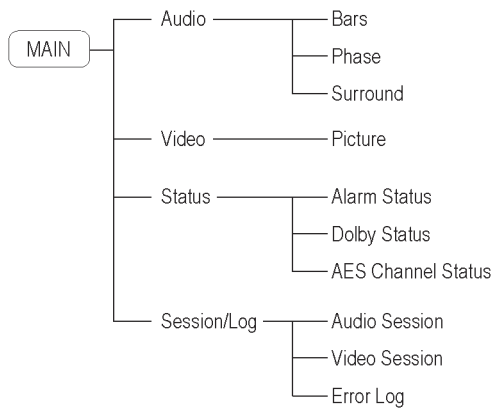 MAIN
Audio
Bars
Phase
Surround
Video
Picture
Status
Alarm Status
Dolby Status
AES Channel Status
Session/Log
Audio Session
Video Session
Error Log